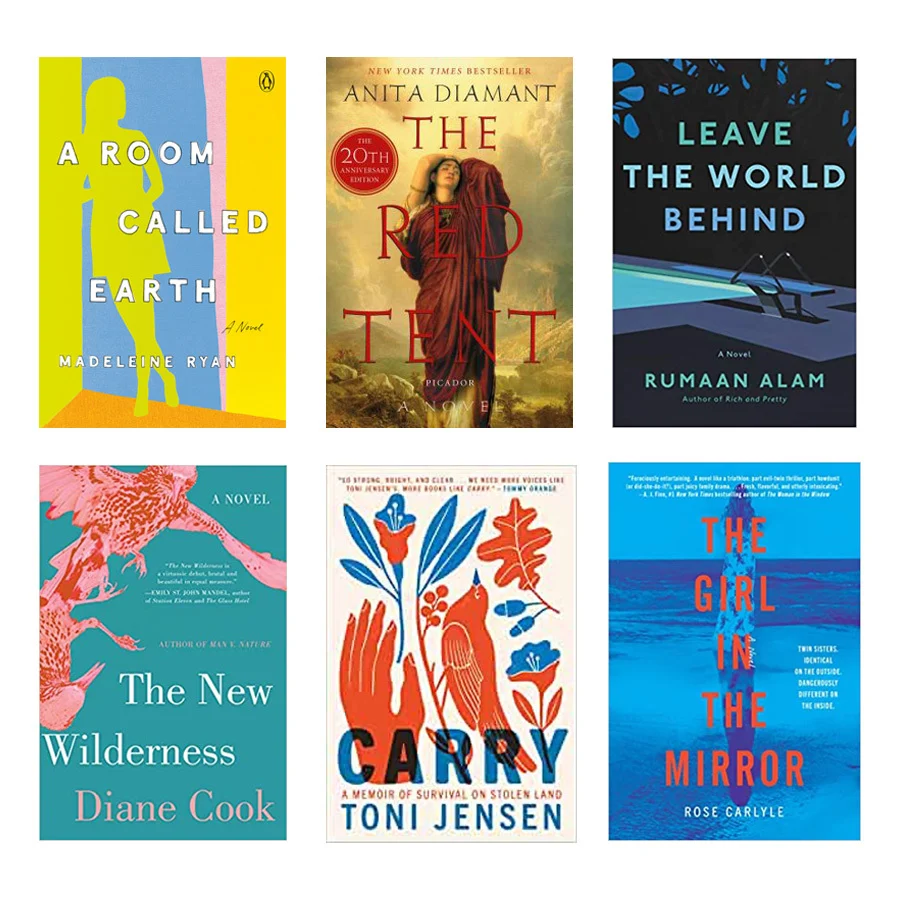 A ROOM
CALLED
EARTH
A Novel
MADELEINE RYAN
NEW YORK TIMES BESTSELLER
ANITA DIAMANT
THE
THE
20TH
ANNIVERSARY
EDITION
RED
TENT
PICADOR
A NOVEL
LEAVE
THE WORLD
BEHIND
A Novel
RUMAAN ALAM
Author of Rich and Pretty
A NOVEL
"The New Wilderness is
a virtuosic debut, brutal and
beautiful in equal measure."
—EMILY ST. JOHN MANDEL, author
of Station Eleven and The Glass Hotel
AUTHOR OF MAN V. NATURE
The New
Wilderness
Diane Cook
"SO STRONG, BRIGHT, AND CLEAR ... WE NEED MORE VOICES LIKE
TONI JENSEN'S, MORE BOOKS LIKE CARRY." – TOMMY ORANGE
CARRY
A MEMOIR OF SURVIVAL ON STOLEN LAND
TONI JENSEN
"Ferociously entertaining. A novel like a triathlon, part evil-twin thriller, part howdunit
(or did-she-do-it?), part juicy family drama. . . . Fresh, flavorful, and utterly intoxicating."
—A. J. Finn, #1 New York Times bestselling author of The Woman in the Window
THE
GIRL
IN
A Novel
THE
MIRROR
TWIN SISTERS.
IDENTICAL
ON THE OUTSIDE.
DANGEROUSLY
DIFFERENT ON
THE INSIDE.
ROSE CARLYLE